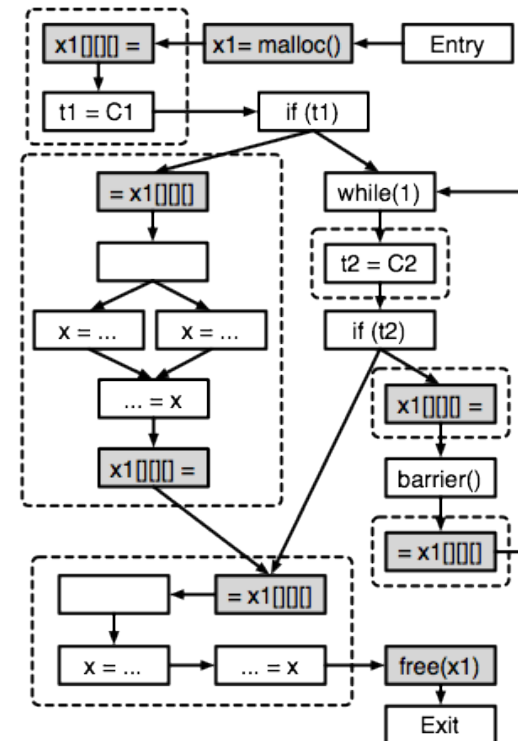 x1[][][] =
x1= malloc()
Entry
t1 = C1
if (t1)
= x1[][][]
while(1)
t2 = C2
x = ...
x = ...
if (t2)
... = x
x1[][][] =
x1[][][] =
barrier()
= x1[][][]
= x1[][][]
x = ...
... = x
free(x1)
Exit